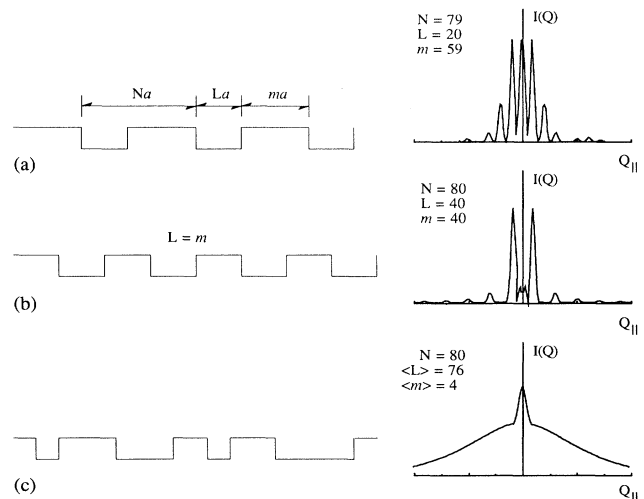 Na La ma
(a)
N = 79
L = 20
m = 59
I(Q)
Q||
L = m
(b)
N = 80
L = 40
m = 40
I(Q)
Q||
(c)
N = 80
<L> = 76
<m> = 4
I(Q)
Q||